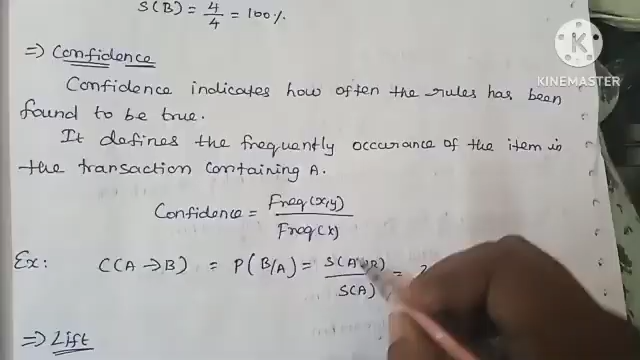 S(B) = 4/4 = 100%.
⇒ Confidence
Confidence indicates how often the rules has been
found to be true.
It defines the frequently occurance of the item in
the transaction containing A.
Confidence = Freq(x,y)/Freq(x)
Ex: C(A→B) = P(B/A) = S(A B)/S(A) =
⇒ Lift
KINEMASTER